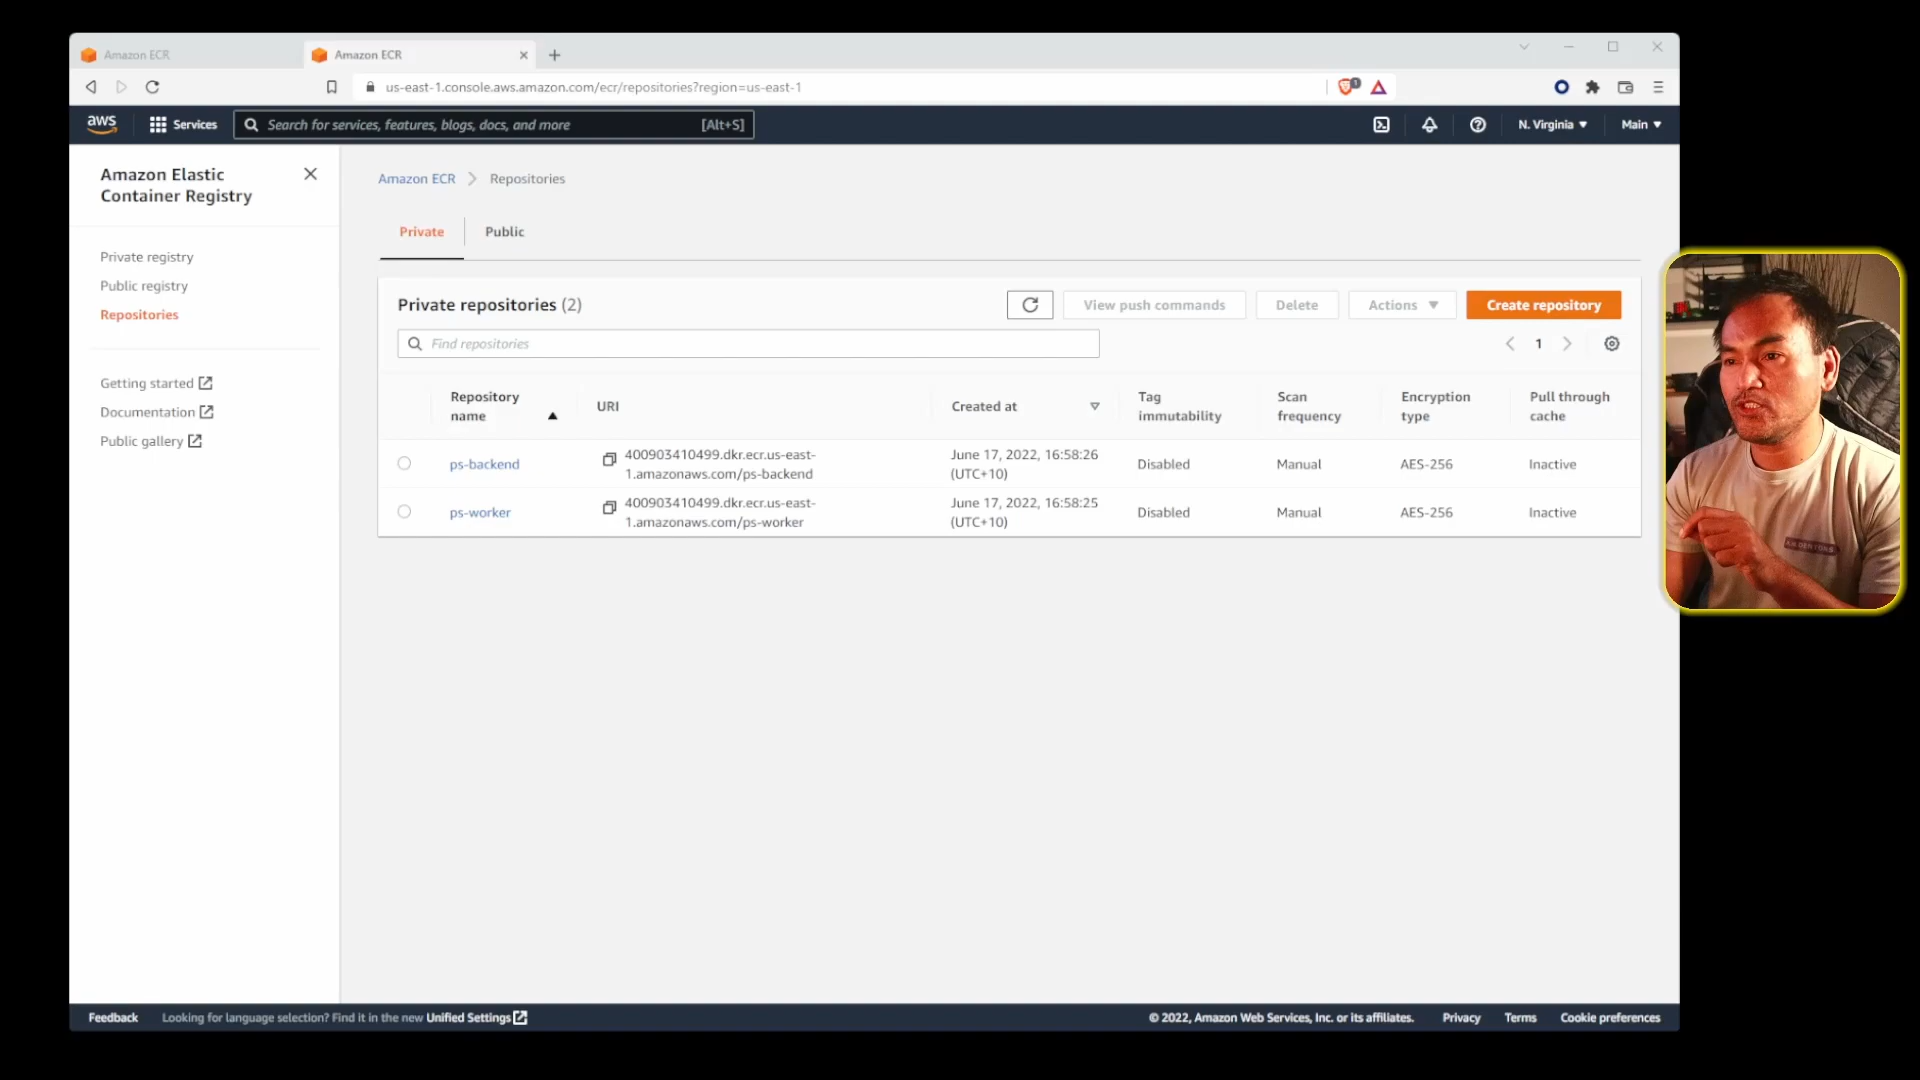 Amazon ECR
Amazon ECR
us-east-1.console.aws.amazon.com/ecr/repositories?region=us-east-1
1
aws
Services
Search for services, features, blogs, docs, and more
[Alt+S]
N. Virginia
Main
Amazon Elastic
Container Registry
Private registry
Public registry
Repositories
Getting started
Documentation
Public gallery
Amazon ECR
Repositories
Private
Public
Private repositories (2)
View push commands
Delete
Actions
Create repository
Find repositories
1
Repository
name
URI
Created at
Tag
immutability
Scan
frequency
Encryption
type
Pull through
cache
ps-backend
400903410499.dkr.ecr.us-east-
1.amazonaws.com/ps-backend
June 17, 2022, 16:58:26
(UTC+10)
Disabled
Manual
AES-256
Inactive
ps-worker
400903410499.dkr.ecr.us-east-
1.amazonaws.com/ps-worker
June 17, 2022, 16:58:25
(UTC+10)
Disabled
Manual
AES-256
Inactive
Feedback
Looking for language selection? Find it in the new Unified Settings
© 2022, Amazon Web Services, Inc. or its affiliates.
Privacy
Terms
Cookie preferences